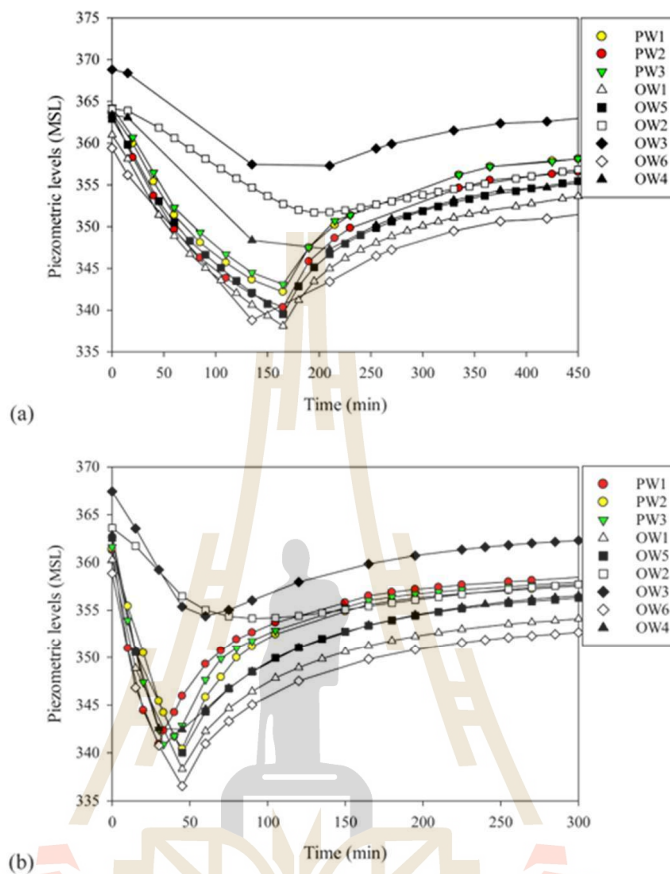 375
370
365
360
355
350
345
340
335
Piezometric levels (MSL)
0 50 100 150 200 250 300 350 400 450
Time (min)
PW1
PW2
PW3
OW1
OW5
OW2
OW3
OW6
OW4
(a)
370
365
360
355
350
345
340
335
Piezometric levels (MSL)
0 50 100 150 200 250 300
Time (min)
PW1
PW2
PW3
OW1
OW5
OW2
OW3
OW6
OW4
(b)